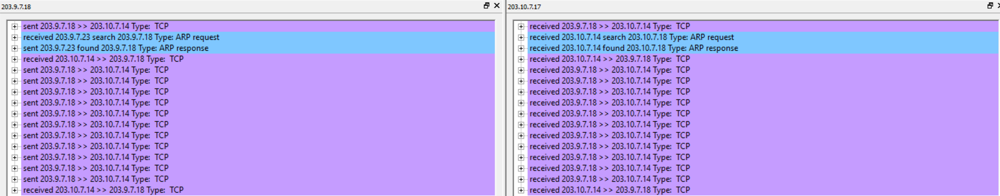 203.9.7.18
sent 203.9.7.18 >> 203.10.7.14 Type: TCP
received 203.9.7.23 search 203.9.7.18 Type: ARP request
sent 203.9.7.23 found 203.9.7.18 Type: ARP response
received 203.10.7.14 >> 203.9.7.18 Type: TCP
sent 203.9.7.18 >> 203.10.7.14 Type: TCP
sent 203.9.7.18 >> 203.10.7.14 Type: TCP
sent 203.9.7.18 >> 203.10.7.14 Type: TCP
sent 203.9.7.18 >> 203.10.7.14 Type: TCP
sent 203.9.7.18 >> 203.10.7.14 Type: TCP
sent 203.9.7.18 >> 203.10.7.14 Type: TCP
sent 203.9.7.18 >> 203.10.7.14 Type: TCP
sent 203.9.7.18 >> 203.10.7.14 Type: TCP
sent 203.9.7.18 >> 203.10.7.14 Type: TCP
sent 203.9.7.18 >> 203.10.7.14 Type: TCP
sent 203.9.7.18 >> 203.10.7.14 Type: TCP
received 203.10.7.14 >> 203.9.7.18 Type: TCP
203.10.7.17
received 203.9.7.18 >> 203.10.7.14 Type: TCP
received 203.10.7.14 search 203.10.7.18 Type: ARP request
received 203.10.7.14 found 203.10.7.18 Type: ARP response
received 203.10.7.14 >> 203.9.7.18 Type: TCP
received 203.9.7.18 >> 203.10.7.14 Type: TCP
received 203.9.7.18 >> 203.10.7.14 Type: TCP
received 203.9.7.18 >> 203.10.7.14 Type: TCP
received 203.9.7.18 >> 203.10.7.14 Type: TCP
received 203.9.7.18 >> 203.10.7.14 Type: TCP
received 203.9.7.18 >> 203.10.7.14 Type: TCP
received 203.9.7.18 >> 203.10.7.14 Type: TCP
received 203.9.7.18 >> 203.10.7.14 Type: TCP
received 203.9.7.18 >> 203.10.7.14 Type: TCP
received 203.9.7.18 >> 203.10.7.14 Type: TCP
received 203.9.7.18 >> 203.10.7.14 Type: TCP
received 203.10.7.14 >> 203.9.7.18 Type: TCP